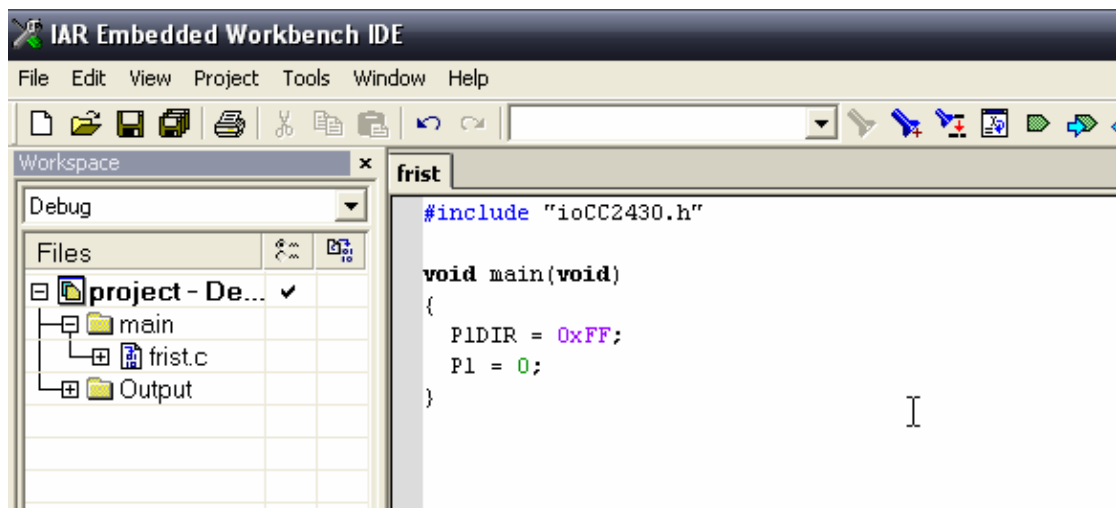 IAR Embedded Workbench IDE
File Edit View Project Tools Window Help
Workspace
frist
Debug
Files
project - De...
main
frist.c
Output
#include "ioCC2430.h"
void main(void)
{
P1DIR = 0xFF;
P1 = 0;
}